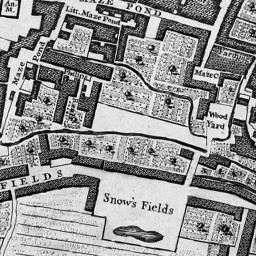 An.
M.
MAZE POND
Litt. Maze Pond
Maze
Pond
Maze C.
Wood
Yard
FIELDS
Snow's Fields